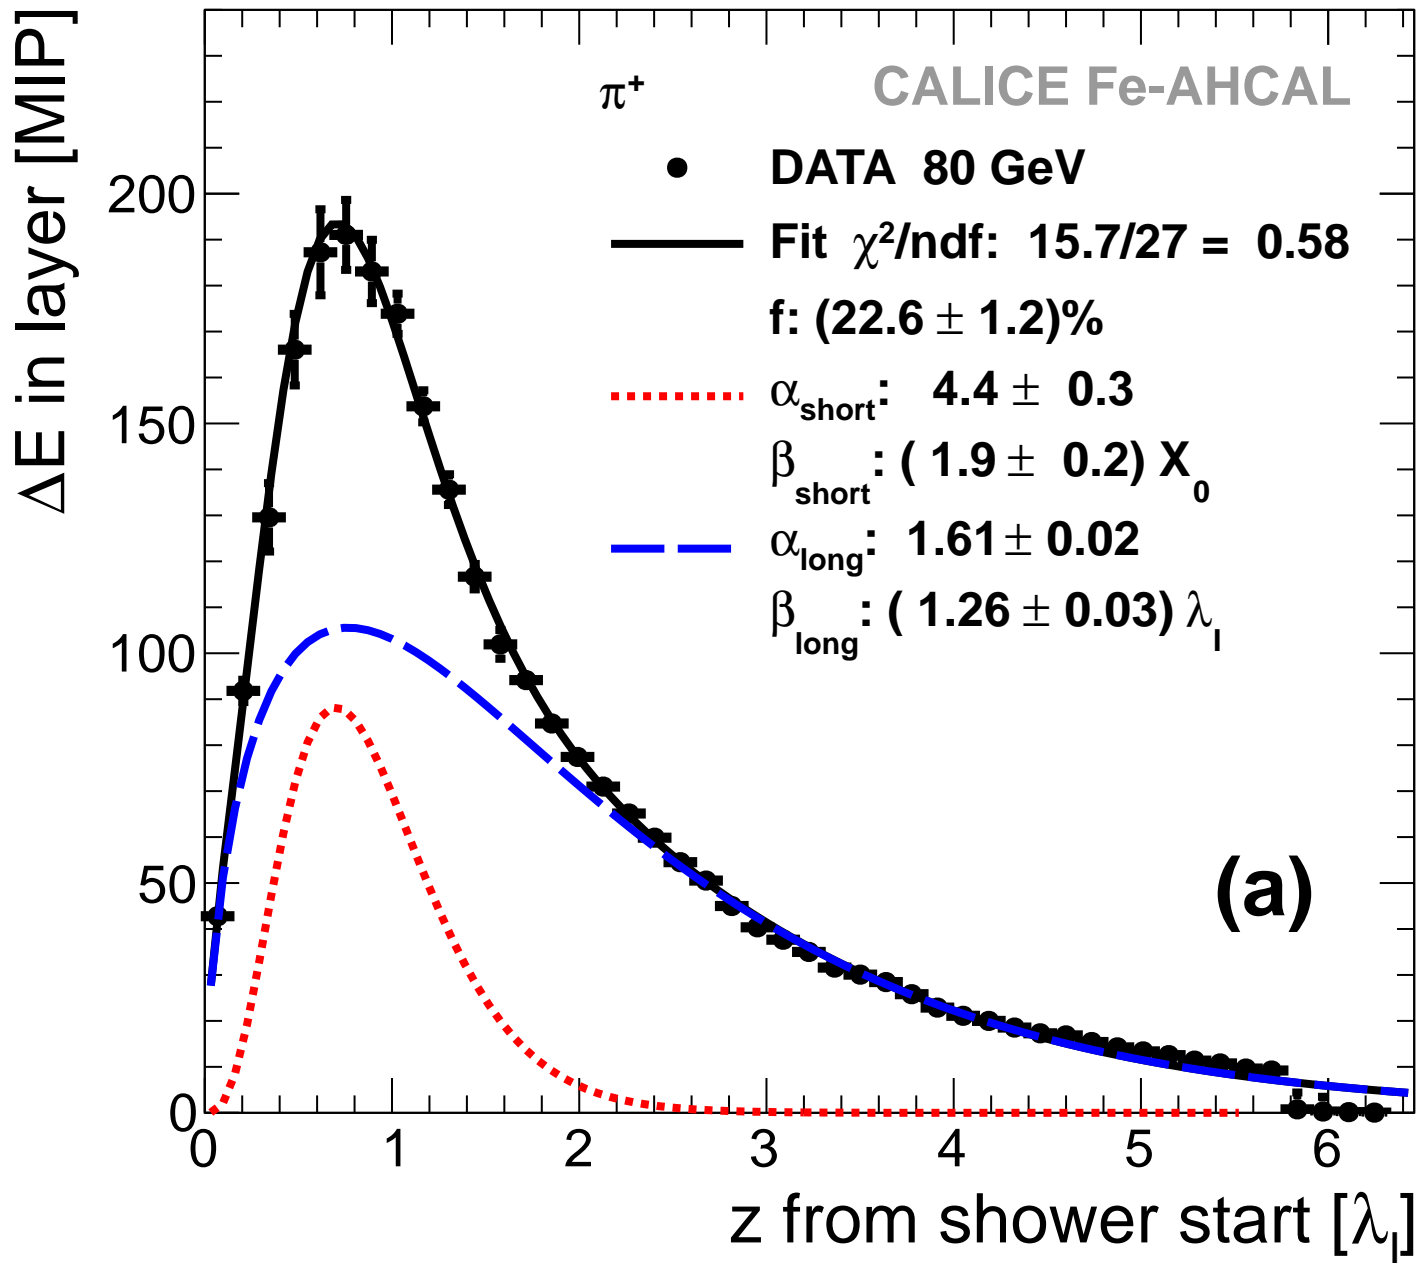 π⁺ CALICE Fe-AHCAL
DATA 80 GeV
Fit χ²/ndf: 15.7/27 = 0.58
f: (22.6 ± 1.2)%
α_short: 4.4 ± 0.3
β_short: ( 1.9 ± 0.2) X_0
α_long: 1.61 ± 0.02
β_long: ( 1.26 ± 0.03) λ_I
(a)
ΔE in layer [MIP]
200
150
100
50
0
0 1 2 3 4 5 6
z from shower start [λ_I]